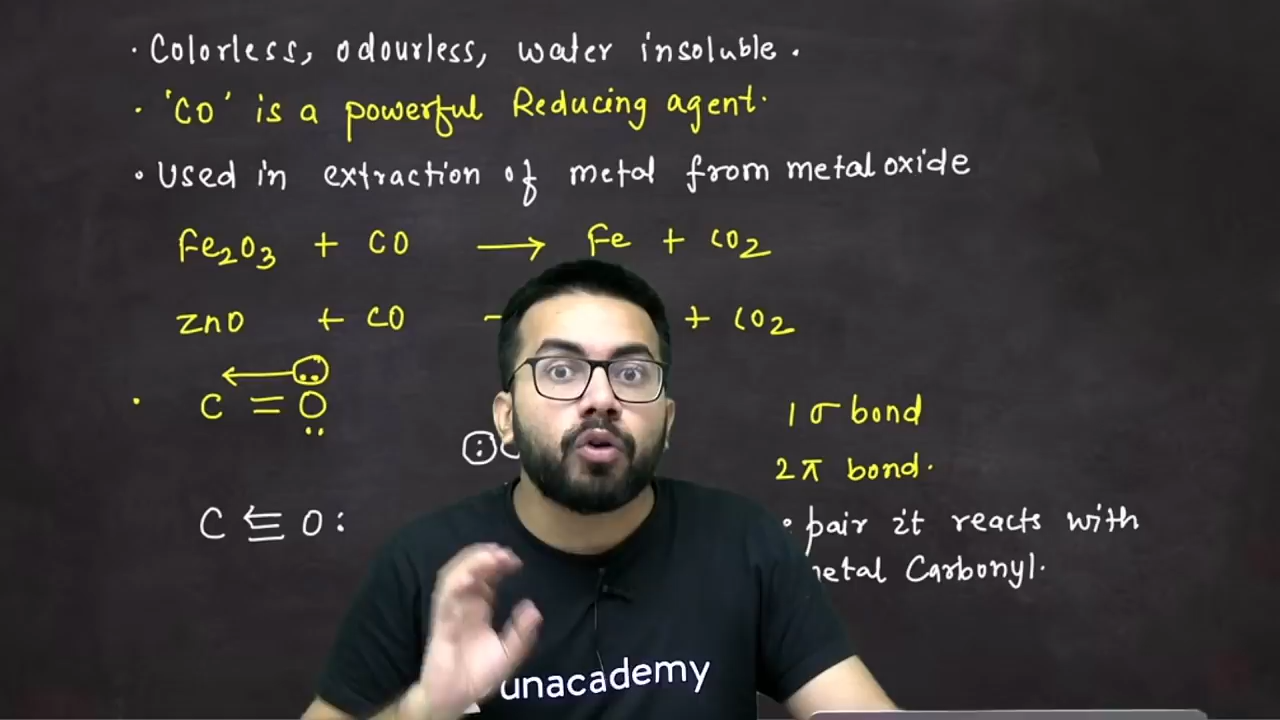 · Colorless, odourless, water insoluble.
· 'CO' is a powerful Reducing agent.
· Used in extraction of metal from metal oxide
Fe₂O₃ + CO → Fe + CO₂
ZnO + CO + CO₂
· C = O
1 σ bond
2 π bond.
C ≡ O :
· pair it reacts with
Carbonyl.
unacademy